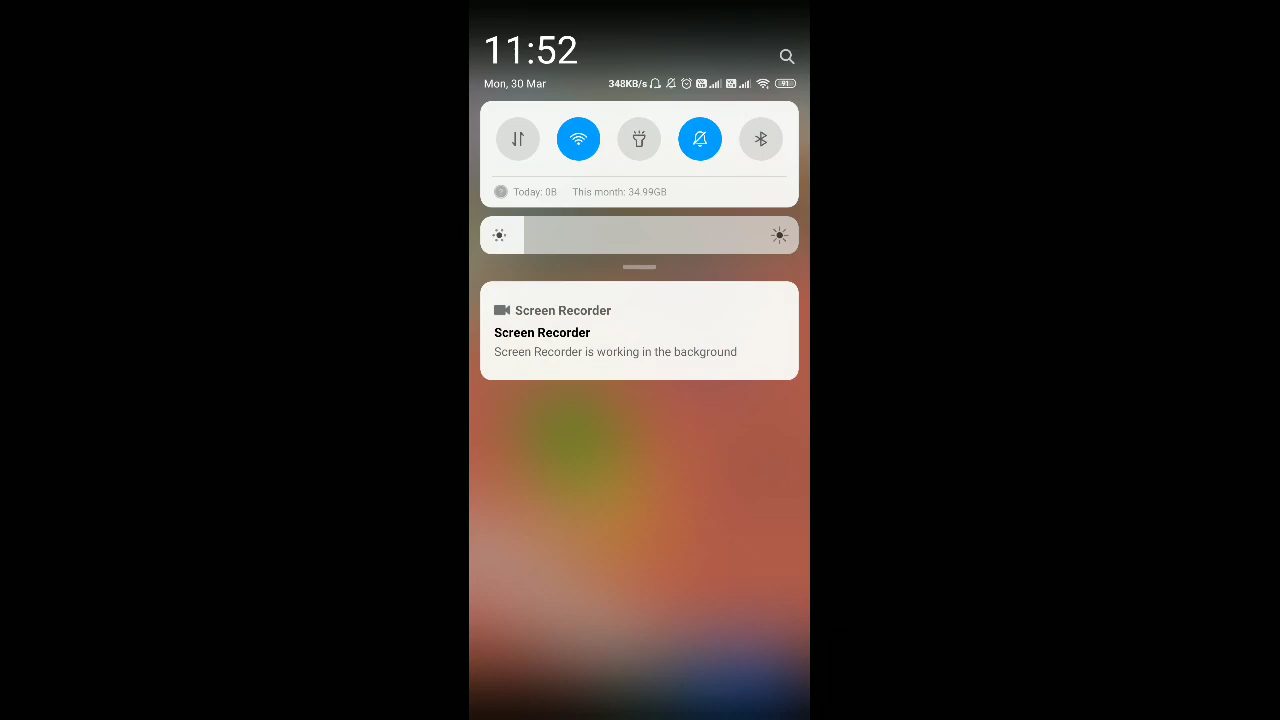 11:52
Mon, 30 Mar
348KB/s
91
Today: 0B This month: 34.99GB
Screen Recorder
Screen Recorder
Screen Recorder is working in the background